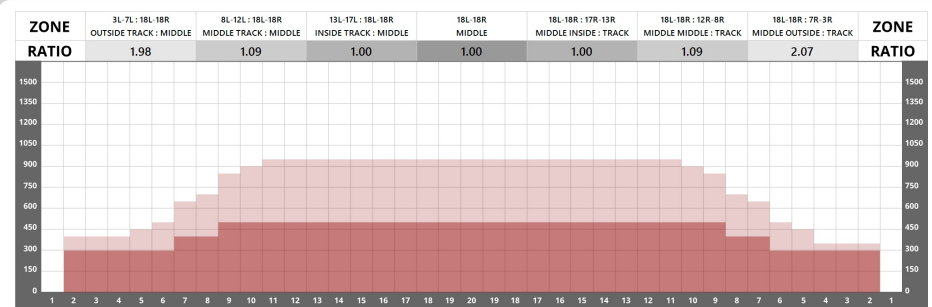 ZONE 3L-7L : 18L-18R 8L-12L : 18L-18R 13L-17L : 18L-18R 18L-18R 18L-18R : 17R-13R 18L-18R : 12R-8R 18L-18R : 7R-3R ZONE
OUTSIDE TRACK : MIDDLE MIDDLE TRACK : MIDDLE INSIDE TRACK : MIDDLE MIDDLE MIDDLE INSIDE : TRACK MIDDLE MIDDLE : TRACK MIDDLE OUTSIDE : TRACK
RATIO 1.98 1.09 1.00 1.00 1.00 1.09 2.07 RATIO
1500 1500
1350 1350
1200 1200
1050 1050
900 900
750 750
600 600
450 450
300 300
150 150
0 0
1 2 3 4 5 6 7 8 9 10 11 12 13 14 15 16 17 18 19 20 19 18 17 16 15 14 13 12 11 10 9 8 7 6 5 4 3 2 1